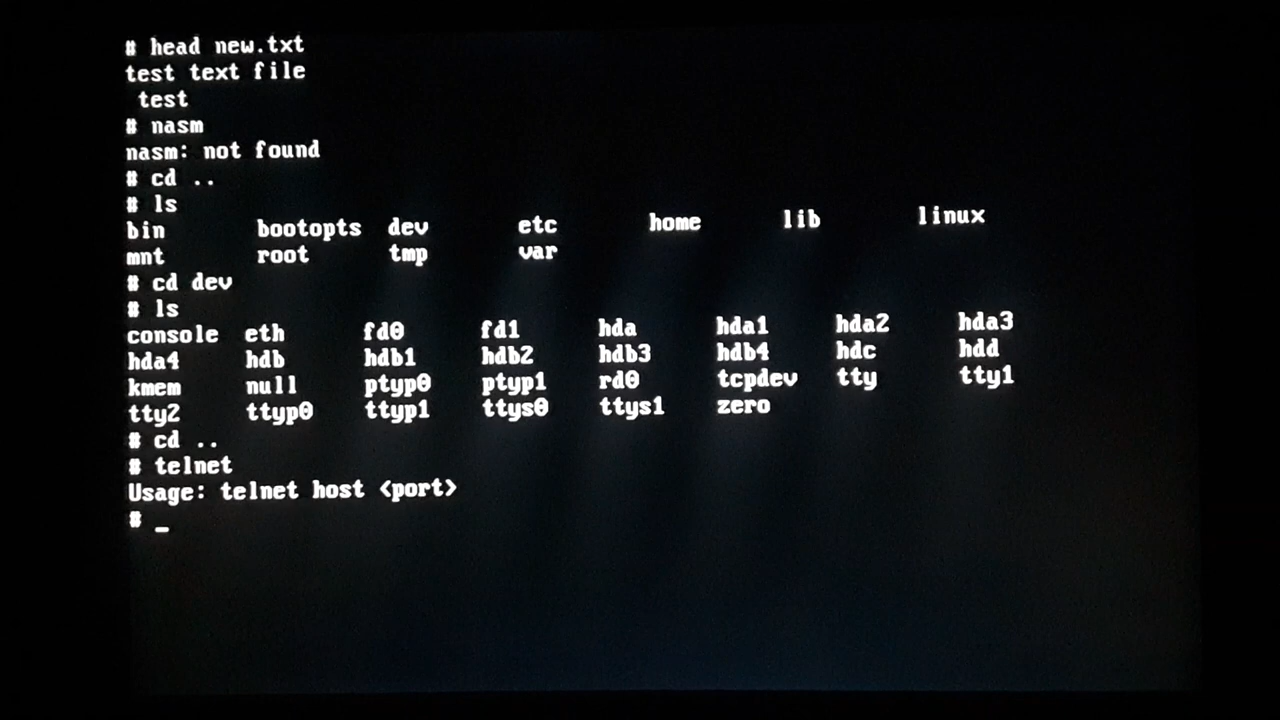 # head new.txt
test text file
 test
# nasm
nasm: not found
# cd ..
# ls
bin bootopts dev etc home lib linux
mnt root tmp var
# cd dev
# ls
console eth fd0 fd1 hda hda1 hda2 hda3
hda4 hdb hdb1 hdb2 hdb3 hdb4 hdc hdd
kmem null ptyp0 ptyp1 rd0 tcpdev tty tty1
tty2 ttyp0 ttyp1 ttys0 ttys1 zero
# cd ..
# telnet
Usage: telnet host <port>
# _